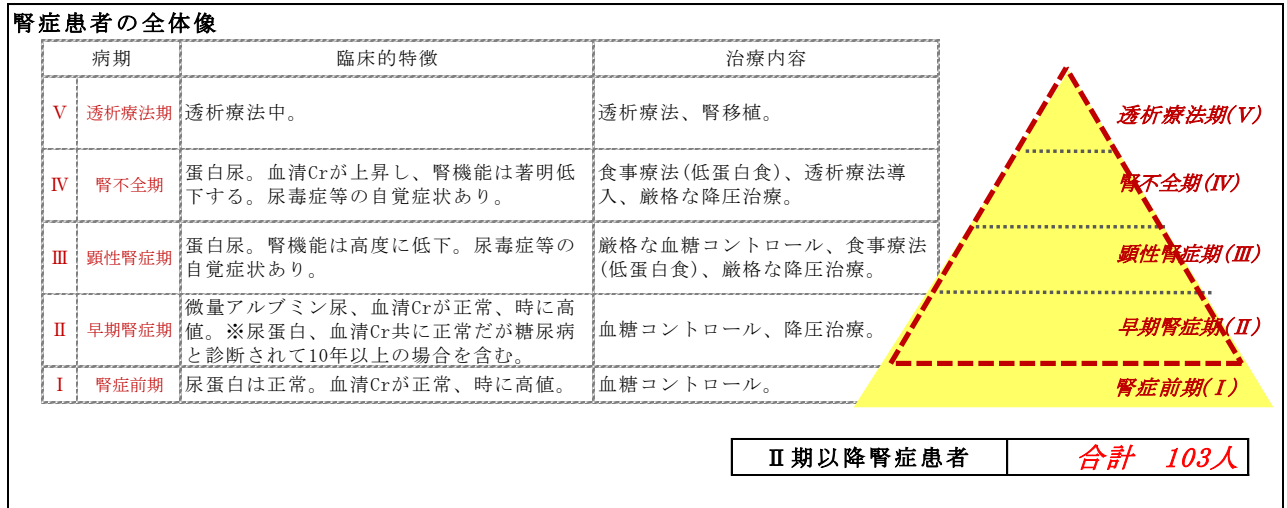 腎症患者の全体像
病期 臨床的特徴 治療内容
Ⅴ 透析療法期 透析療法中。 透析療法、腎移植。
Ⅳ 腎不全期 蛋白尿。血清Crが上昇し、腎機能は著明低
下する。尿毒症等の自覚症状あり。
食事療法(低蛋白食)、透析療法導
入、厳格な降圧治療。
Ⅲ 顕性腎症期 蛋白尿。腎機能は高度に低下。尿毒症等の
自覚症状あり。
厳格な血糖コントロール、食事療法
(低蛋白食)、厳格な降圧治療。
Ⅱ 早期腎症期 微量アルブミン尿、血清Crが正常、時に高
値。※尿蛋白、血清Cr共に正常だが糖尿病
と診断されて10年以上の場合を含む。
血糖コントロール、降圧治療。
Ⅰ 腎症前期 尿蛋白は正常。血清Crが正常、時に高値。 血糖コントロール。
透析療法期(Ⅴ)
腎不全期(Ⅳ)
顕性腎症期(Ⅲ)
早期腎症期(Ⅱ)
腎症前期(Ⅰ)
Ⅱ期以降腎症患者 合計 103人